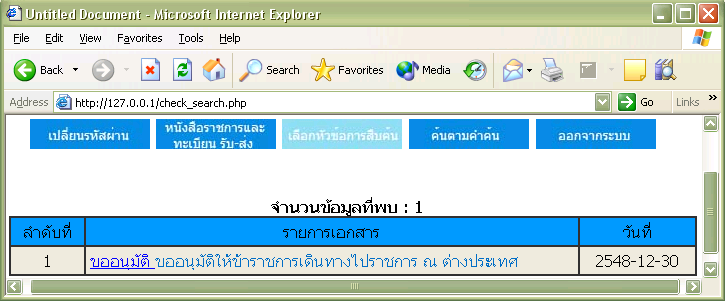 Untitled Document - Microsoft Internet Explorer
File Edit View Favorites Tools Help
Back Search Favorites Media
Address http://127.0.0.1/check_search.php Go Links »
เปลี่ยนรหัสผ่าน
หนังสือราชการและ
ทะเบียน รับ-ส่ง
เลือกหัวข้อการสืบค้น
ค้นตามคำค้น
ออกจากระบบ
จำนวนข้อมูลที่พบ : 1
ลำดับที่ รายการเอกสาร วันที่
1 ขออนุมัติ ขออนุมัติให้ข้าราชการเดินทางไปราชการ ณ ต่างประเทศ 2548-12-30